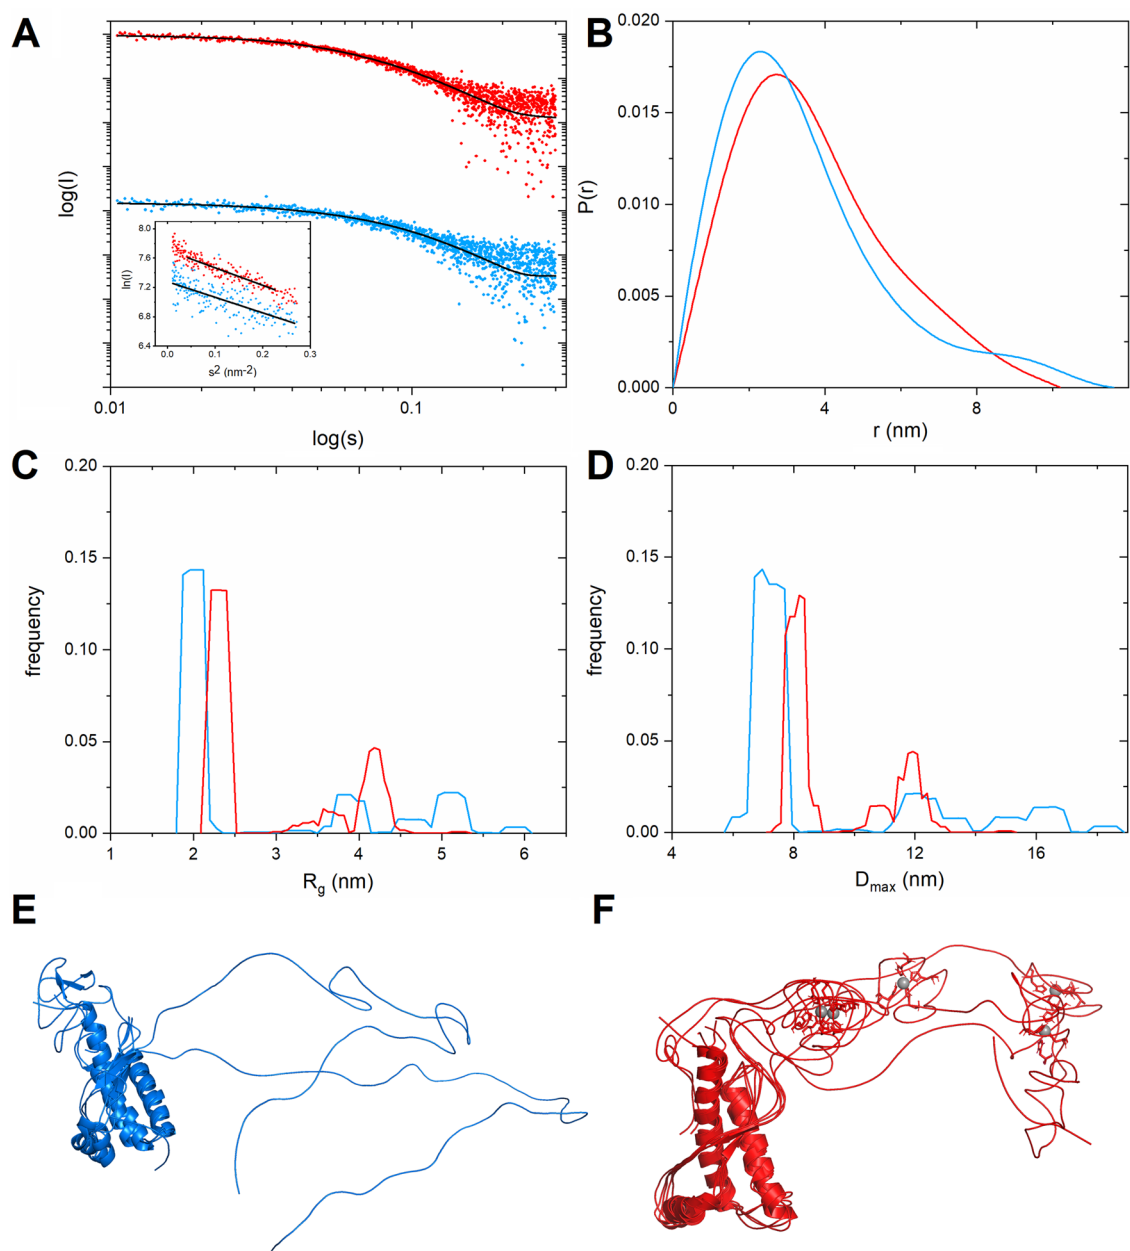 A
log(I)
8.0
7.6
7.2
6.8
6.4
ln(I)
0.0
0.1
0.2
0.3
s2 (nm-2)
0.01
0.1
log(s)
B
0.020
0.015
0.010
0.005
0.000
P(r)
0
4
8
r (nm)
C
0.20
0.15
0.10
0.05
0.00
frequency
1
2
3
4
5
6
Rg (nm)
D
0.20
0.15
0.10
0.05
0.00
frequency
4
8
12
16
Dmax (nm)
E
F